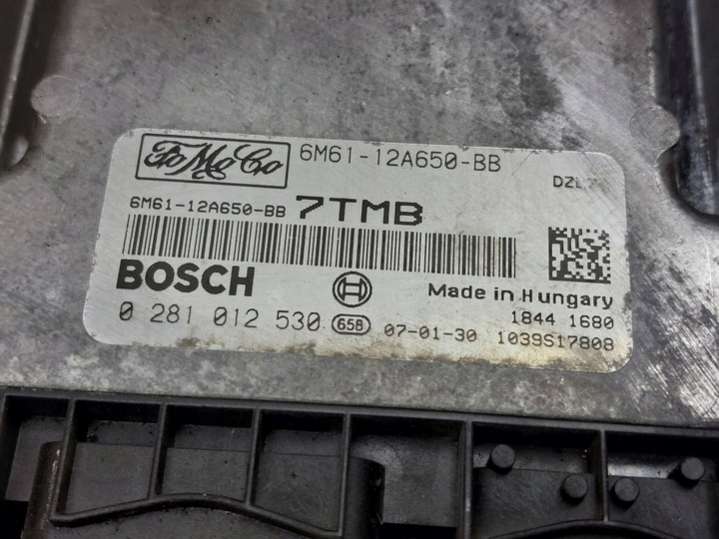 FoMoCo 6M61-12A650-BB
6M61-12A650-BB 7TMB
BOSCH
Made in Hungary
0 281 012 530 658 07-01-30
1844 1680
1039S17808